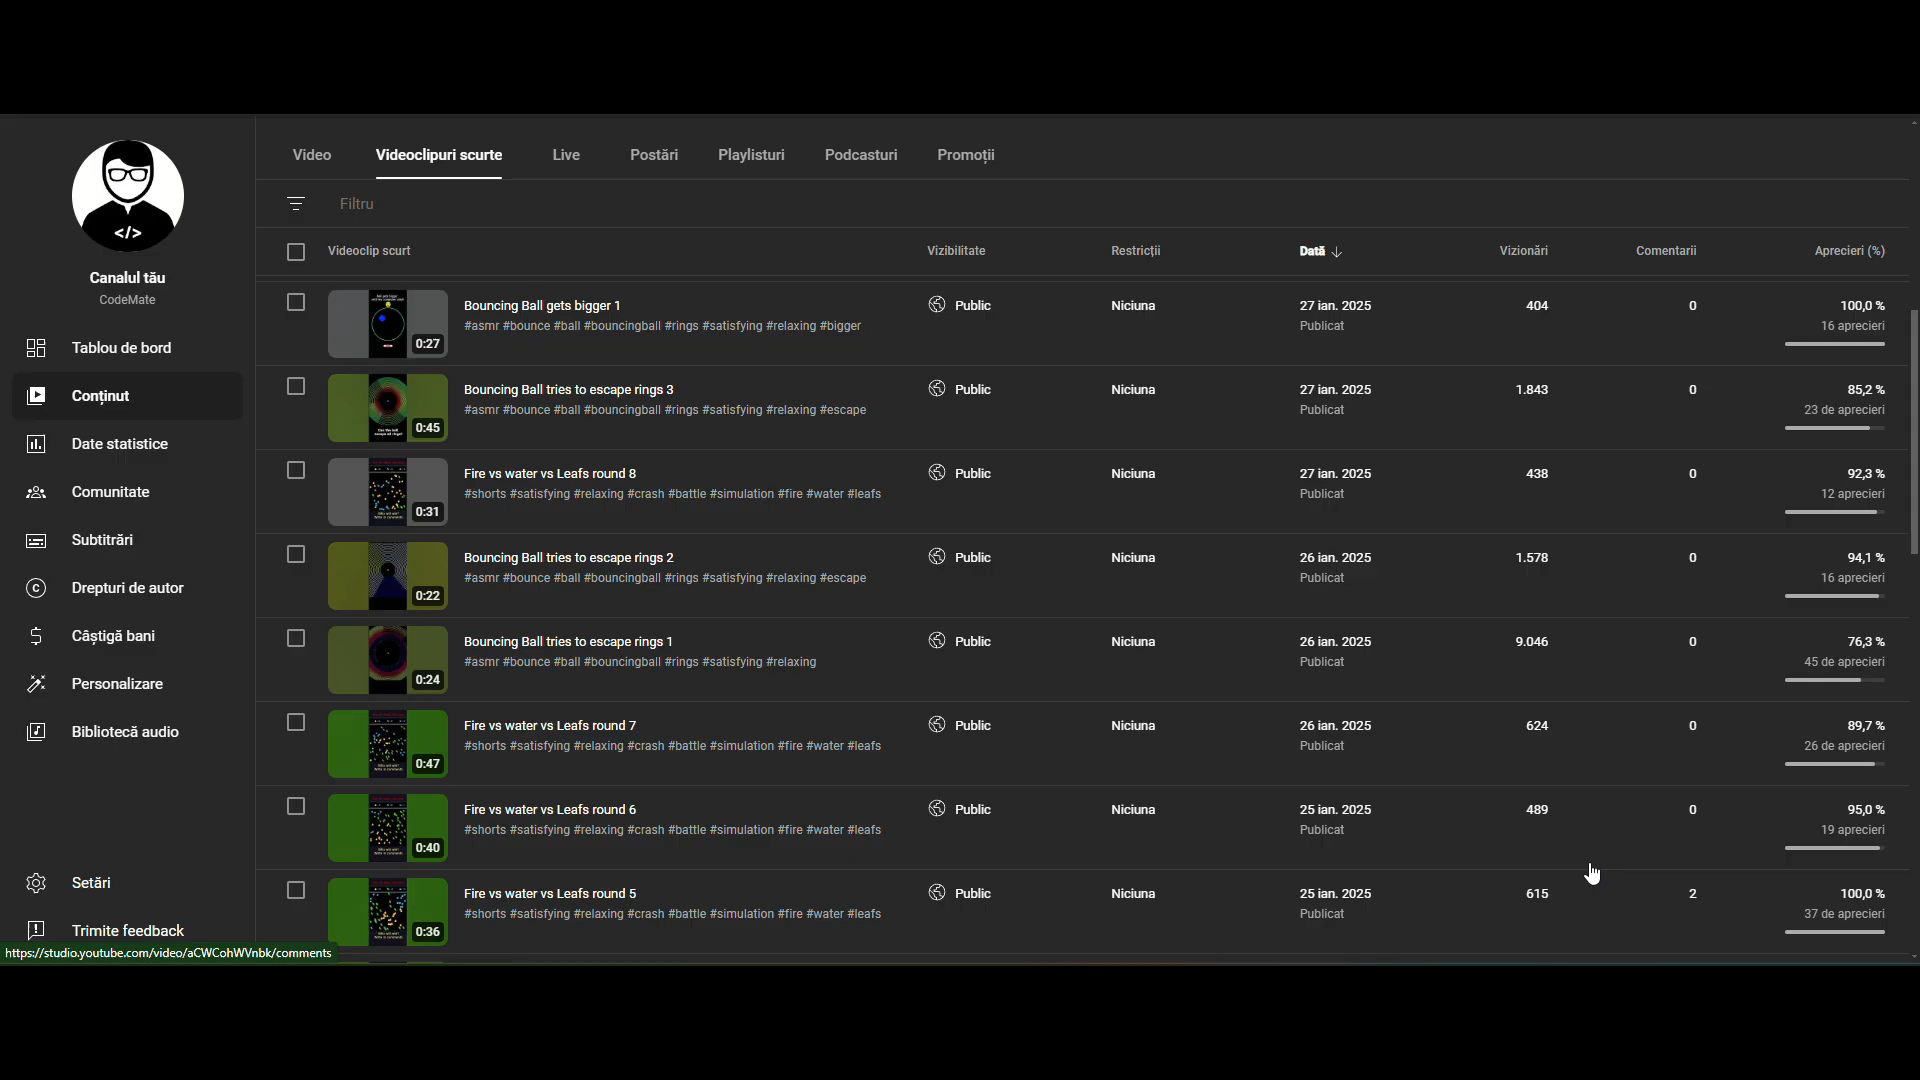 Video
Videoclipuri scurte
Live
Postări
Playlisturi
Podcasturi
Promoții
Filtru
</>
Canalul tău
CodeMate
Tablou de bord
Conținut
Date statistice
Comunitate
Subtitrări
Drepturi de autor
Câștigă bani
Personalizare
Bibliotecă audio
Setări
Trimite feedback
https://studio.youtube.com/video/aCWCohWVnbk/comments
Videoclip scurt Vizibilitate Restricții Dată Vizionări Comentarii Aprecieri (%)
Bouncing Ball gets bigger 1 Public Niciuna 27 ian. 2025 404 0 100,0 %
#asmr #bounce #ball #bouncingball #rings #satisfying #relaxing #bigger Publicat 16 aprecieri
0:27
Bouncing Ball tries to escape rings 3 Public Niciuna 27 ian. 2025 1.843 0 85,2 %
#asmr #bounce #ball #bouncingball #rings #satisfying #relaxing #escape Publicat 23 de aprecieri
0:45
Fire vs water vs Leafs round 8 Public Niciuna 27 ian. 2025 438 0 92,3 %
#shorts #satisfying #relaxing #crash #battle #simulation #fire #water #leafs Publicat 12 aprecieri
0:31
Bouncing Ball tries to escape rings 2 Public Niciuna 26 ian. 2025 1.578 0 94,1 %
#asmr #bounce #ball #bouncingball #rings #satisfying #relaxing #escape Publicat 16 aprecieri
0:22
Bouncing Ball tries to escape rings 1 Public Niciuna 26 ian. 2025 9.046 0 76,3 %
#asmr #bounce #ball #bouncingball #rings #satisfying #relaxing Publicat 45 de aprecieri
0:24
Fire vs water vs Leafs round 7 Public Niciuna 26 ian. 2025 624 0 89,7 %
#shorts #satisfying #relaxing #crash #battle #simulation #fire #water #leafs Publicat 26 de aprecieri
0:47
Fire vs water vs Leafs round 6 Public Niciuna 25 ian. 2025 489 0 95,0 %
#shorts #satisfying #relaxing #crash #battle #simulation #fire #water #leafs Publicat 19 aprecieri
0:40
Fire vs water vs Leafs round 5 Public Niciuna 25 ian. 2025 615 2 100,0 %
#shorts #satisfying #relaxing #crash #battle #simulation #fire #water #leafs Publicat 37 de aprecieri
0:36